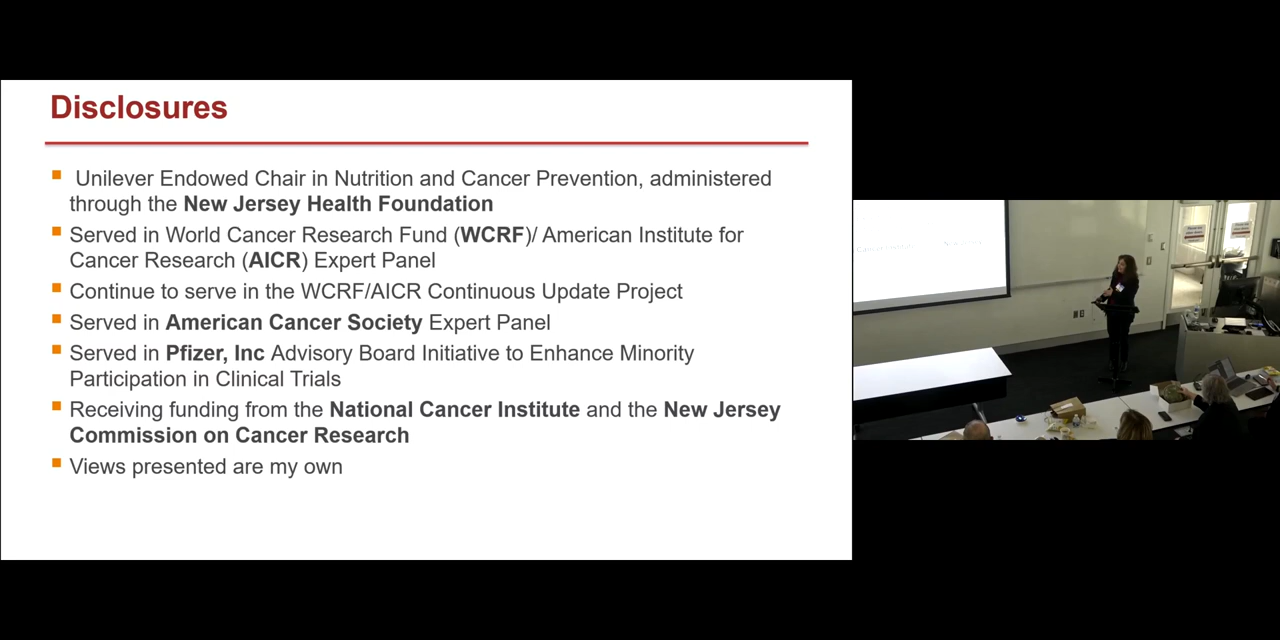 Disclosures
Unilever Endowed Chair in Nutrition and Cancer Prevention, administered
through the New Jersey Health Foundation
Served in World Cancer Research Fund (WCRF)/ American Institute for
Cancer Research (AICR) Expert Panel
Continue to serve in the WCRF/AICR Continuous Update Project
Served in American Cancer Society Expert Panel
Served in Pfizer, Inc Advisory Board Initiative to Enhance Minority
Participation in Clinical Trials
Receiving funding from the National Cancer Institute and the New Jersey
Commission on Cancer Research
Views presented are my own